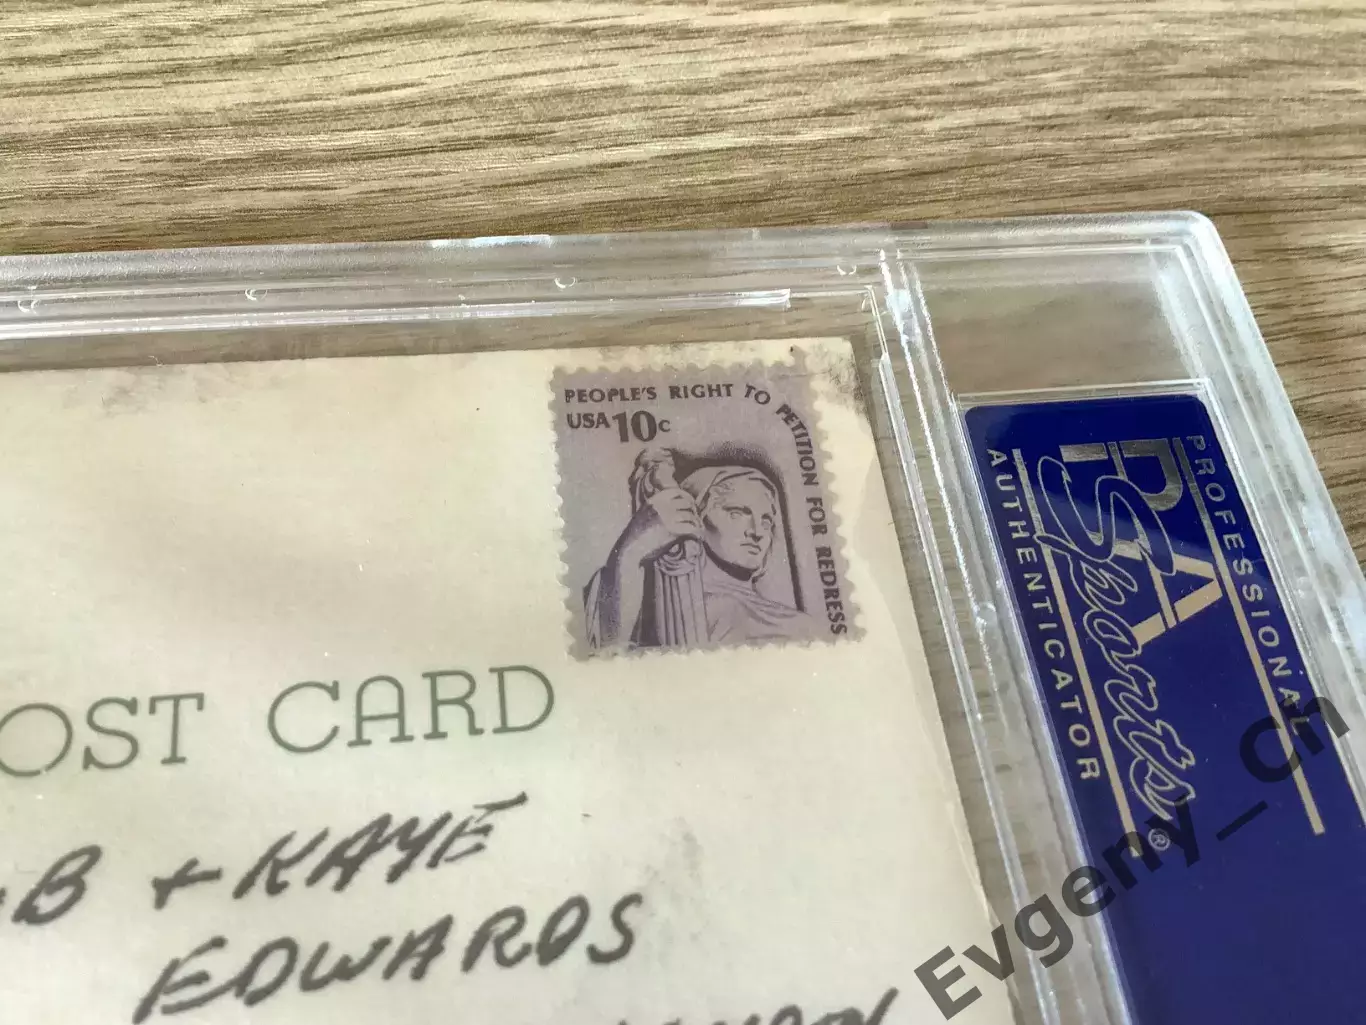 PEOPLE'S RIGHT TO PETITION FOR REDRESS
USA 10c
OST CARD
B + KAYE
EDWARDS
PROFESSIONAL
PSA
Sports®
AUTHENTICATOR
Evgeny_Ch